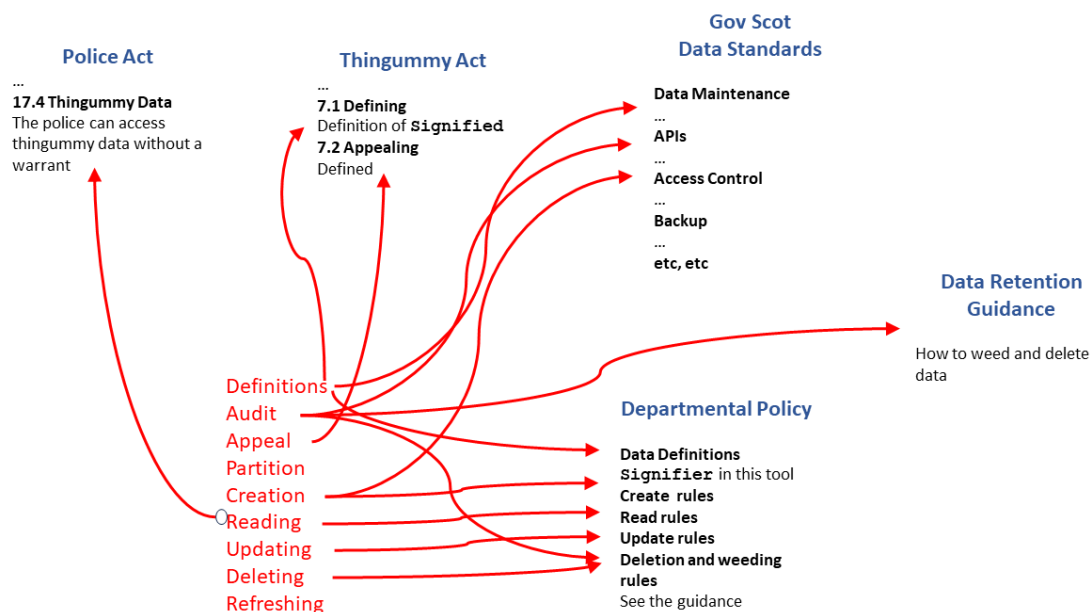 Police Act
...
17.4 Thingummy Data
The police can access
thingummy data without a
warrant
Thingummy Act
...
7.1 Defining
Definition of Signified
7.2 Appealing
Defined
Gov Scot
Data Standards
Data Maintenance
...
APIs
...
Access Control
...
Backup
...
etc, etc
Data Retention
Guidance
How to weed and delete
data
Definitions
Audit
Appeal
Partition
Creation
Reading
Updating
Deleting
Refreshing
Departmental Policy
Data Definitions
Signifier in this tool
Create rules
Read rules
Update rules
Deletion and weeding
rules
See the guidance